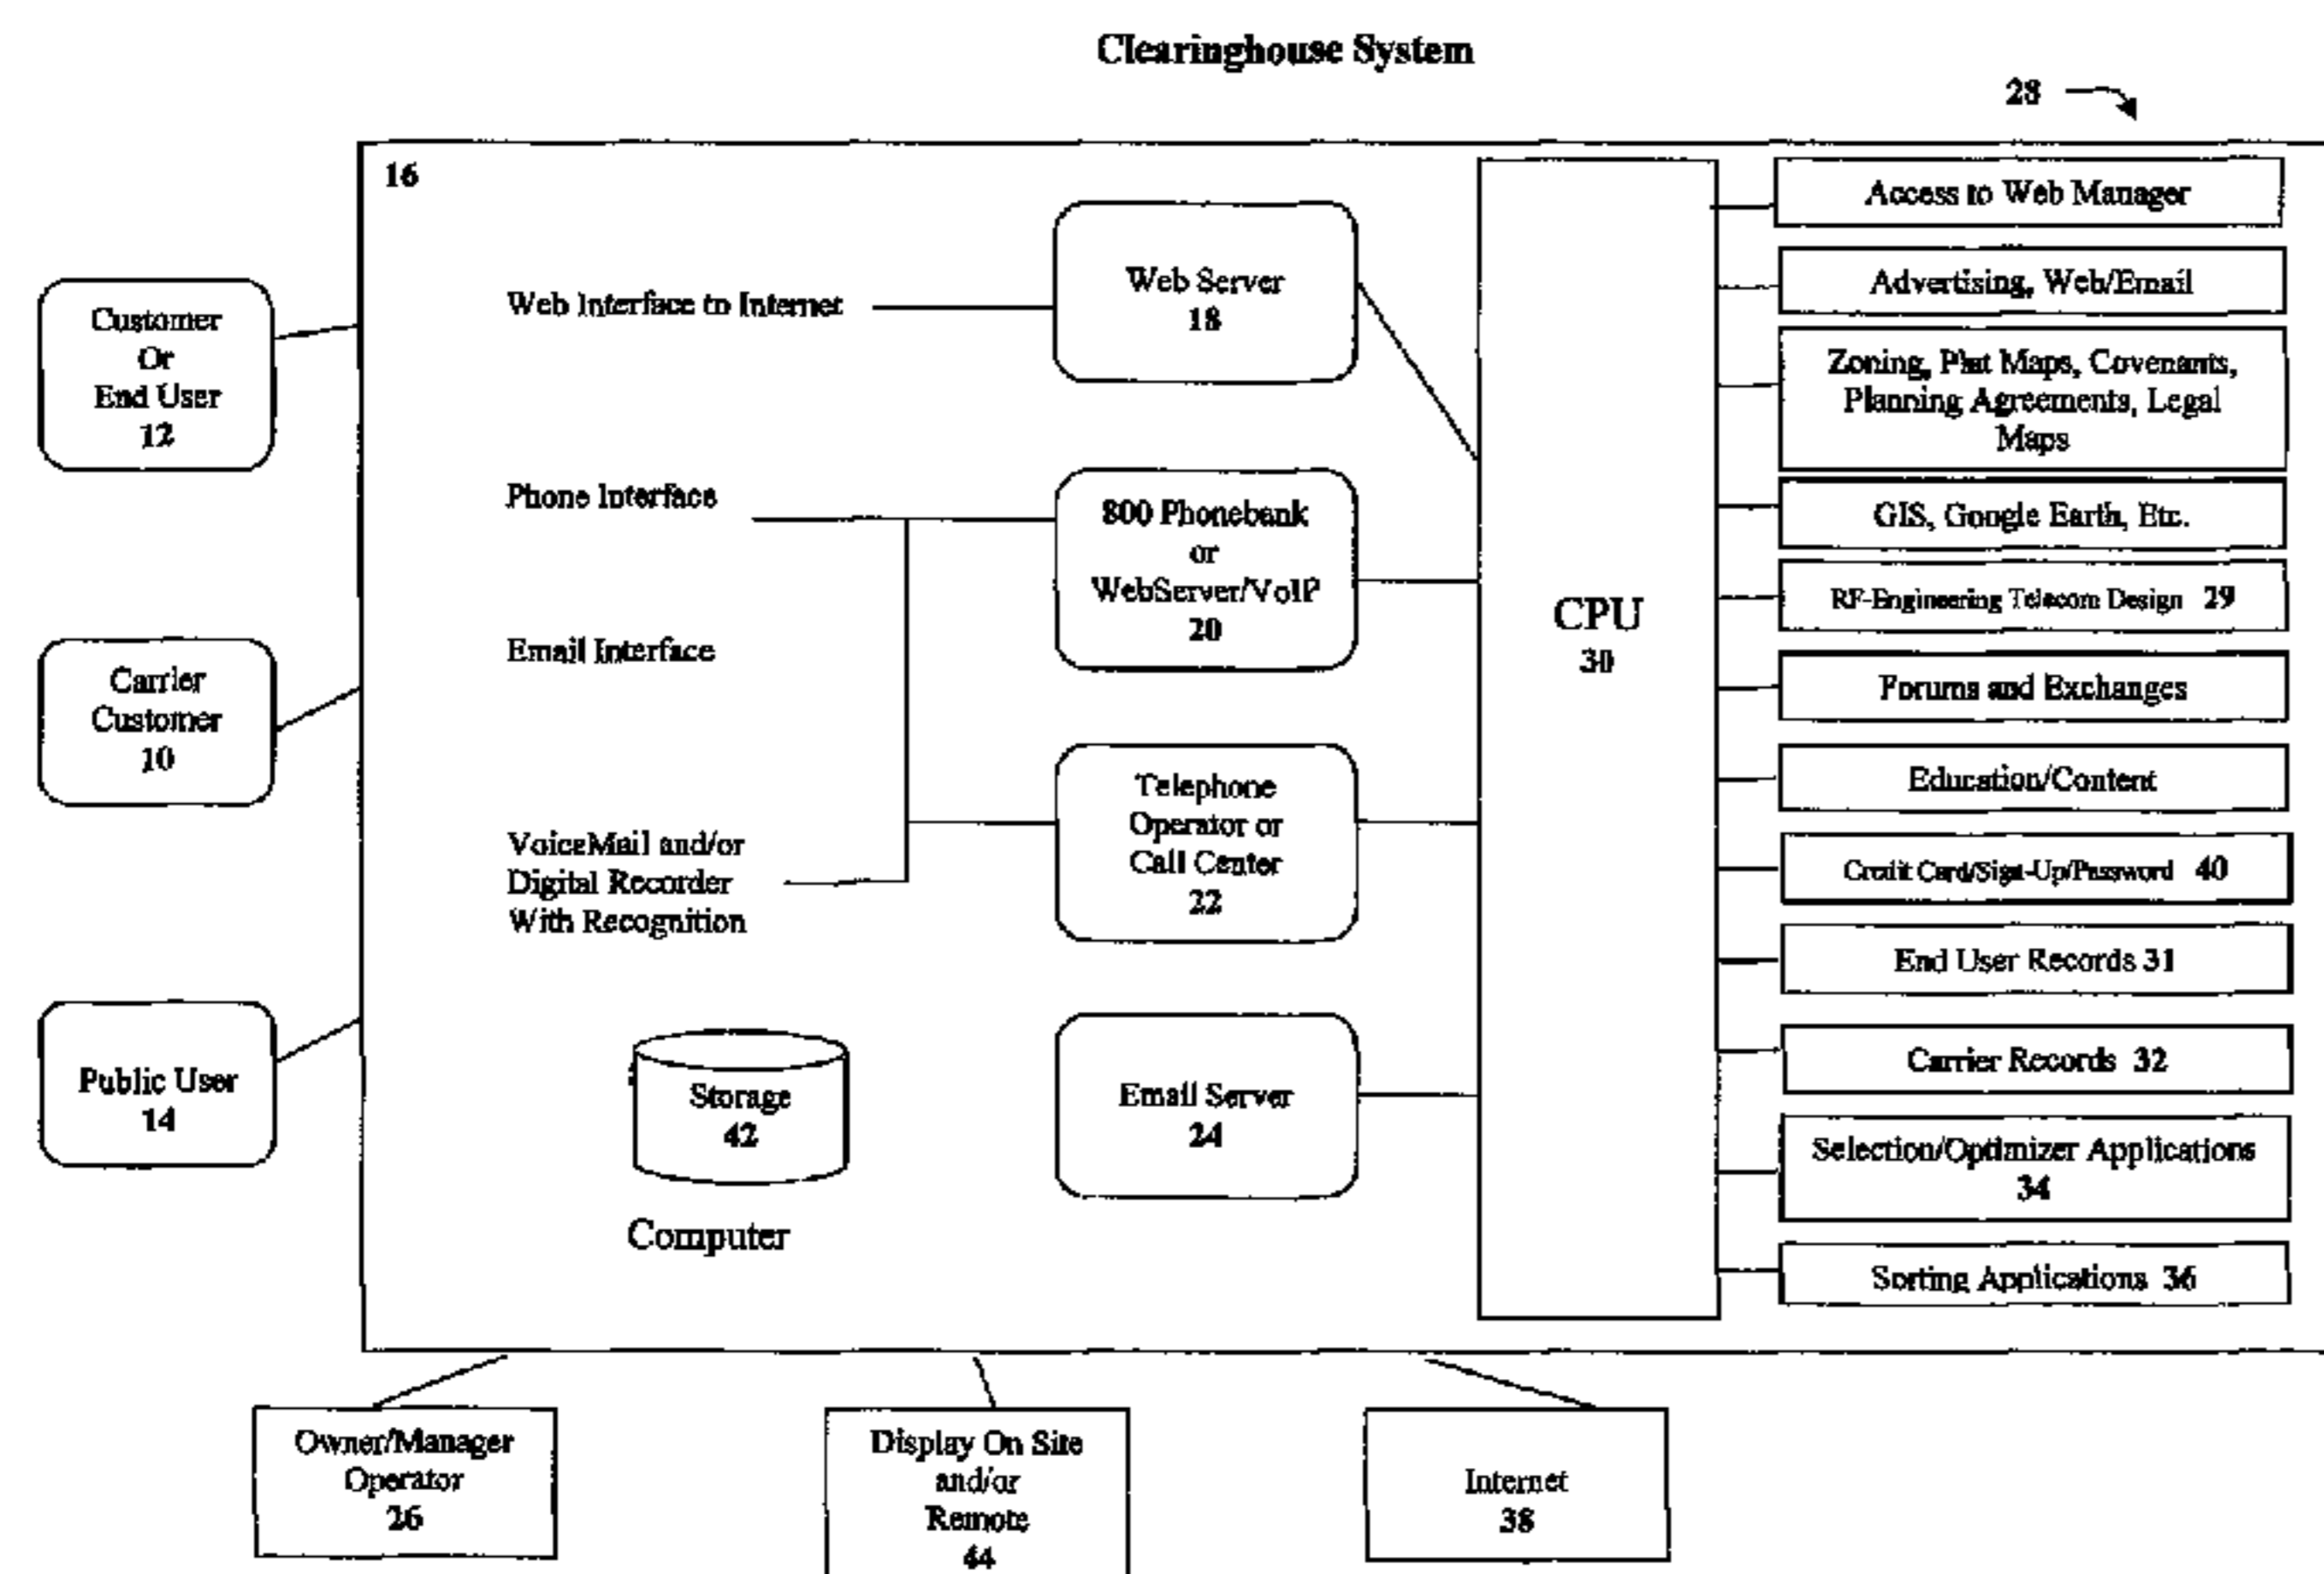 Clearinghouse System
28
16
Customer
Or
End User
12
Carrier
Customer
10
Public User
14
Web Interface to Internet
Phone Interface
Email Interface
VoiceMail and/or
Digital Recorder
With Recognition
Storage
42
Computer
Web Server
18
800 Phonebank
or
WebServer/VoIP
20
Telephone
Operator or
Call Center
22
Email Server
24
CPU
30
Access to Web Manager
Advertising, Web/Email
Zoning, Plat Maps, Covenants,
Planning Agreements, Legal
Maps
GIS, Google Earth, Etc.
RF-Engineering Telecom Design 29
Forums and Exchanges
Education/Content
Credit Card/Sign-Up/Password 40
End User Records 31
Carrier Records 32
Selection/Optimizer Applications
34
Sorting Applications 36
Owner/Manager
Operator
26
Display On Site
and/or
Remote
44
Internet
38